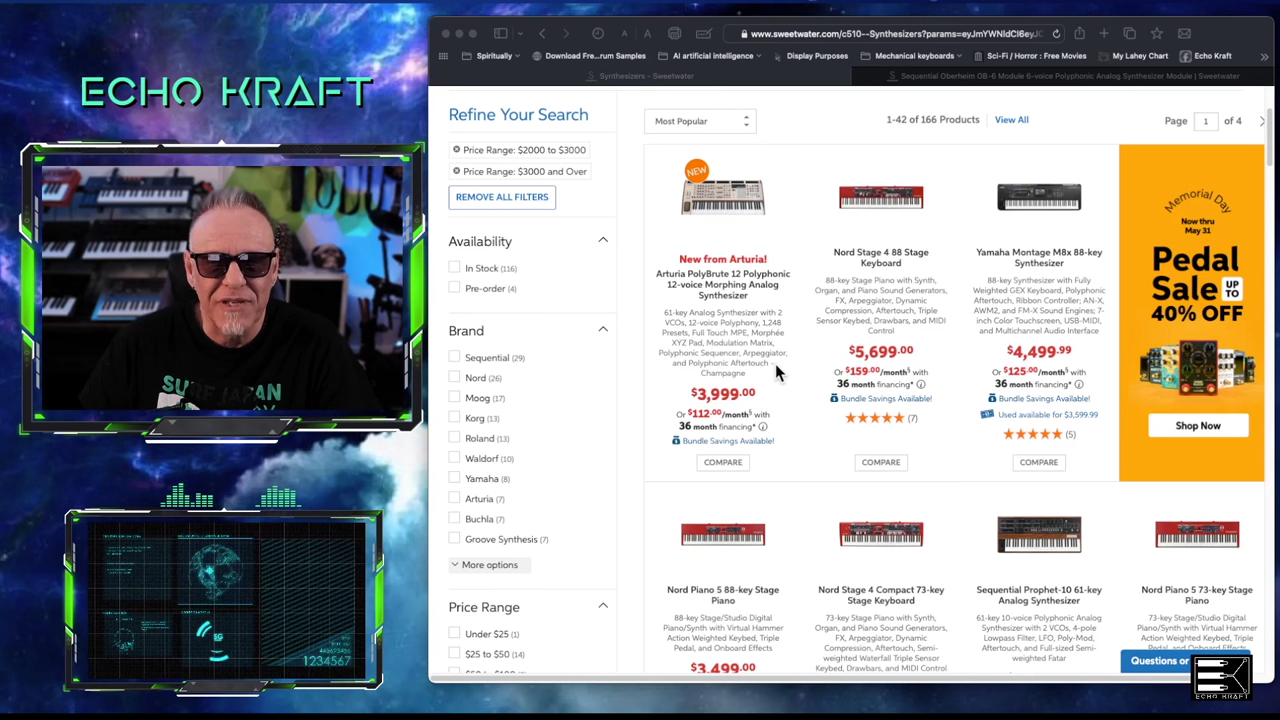 ECHO KRAFT
www.sweetwater.com/c510--Synthesizers?params=eyJmYWNldCI6eyJC
Spiritually
AI artificial intelligence
Display Purposes
Mechanical keyboards
Sci-Fi / Horror : Free Movies
My Lahey Chart
Echo Kraft
Synthesizers - Sweetwater
Sequential Oberheim OB-6 Module 6-voice Polyphonic Analog Synthesizer Module | Sweetwater
Refine Your Search
Price Range: $2000 to $3000
Price Range: $3000 and Over
REMOVE ALL FILTERS
Availability
In Stock (116)
Pre-order (4)
Brand
Sequential (29)
Nord (26)
Moog (17)
Korg (13)
Roland (13)
Waldorf (10)
Yamaha (8)
Arturia (7)
Buchla (7)
Groove Synthesis (7)
More options
Price Range
Under $25 (1)
$25 to $50 (14)
Most Popular
1-42 of 166 Products
View All
Page 1 of 4
NEW
New from Arturia!
Arturia PolyBrute 12 Polyphonic
12-voice Morphing Analog
Synthesizer
61-key Analog Synthesizer with 2
VCOs, 12-voice Polyphony, 1,248
Presets, Full Touch MPE, Morphée
XYZ Pad, Modulation Matrix,
Polyphonic Sequencer, Arpeggiator,
and Polyphonic Aftertouch -
Champagne
$3,999.00
Or $112.00/month§ with
36 month financing*
Bundle Savings Available!
COMPARE
Nord Stage 4 88 Stage
Keyboard
88-key Stage Piano with Synth,
Organ, and Piano Sound Generators,
FX, Arpeggiator, Dynamic
Compression, Aftertouch, Triple
Sensor Keybed, Drawbars, and MIDI
Control
$5,699.00
Or $159.00/month§ with
36 month financing*
Bundle Savings Available!
(7)
COMPARE
Yamaha Montage M8x 88-key
Synthesizer
88-key Synthesizer with Fully
Weighted GEX Keyboard, Polyphonic
Aftertouch, Ribbon Controller; AN-X,
AWM2, and FM-X Sound Engines; 7-
inch Color Touchscreen, USB-MIDI,
and Multichannel Audio Interface
$4,499.99
Or $125.00/month§ with
36 month financing*
Bundle Savings Available!
Used available for $3,599.99
(5)
COMPARE
Memorial Day
Now thru
May 31
Pedal
Sale UP TO
40% OFF
Shop Now
Nord Piano 5 88-key Stage
Piano
88-key Stage/Studio Digital
Piano/Synth with Virtual Hammer
Action Weighted Keybed, Triple
Pedal, and Onboard Effects
$3,499.00
Nord Stage 4 Compact 73-key
Stage Keyboard
73-key Stage Piano with Synth,
Organ, and Piano Sound Generators,
FX, Arpeggiator, Dynamic
Compression, Aftertouch, Semi-
weighted Waterfall Triple Sensor
Keybed, Drawbars, and MIDI Control
Sequential Prophet-10 61-key
Analog Synthesizer
61-key 10-voice Polyphonic Analog
Synthesizer with 2 VCOs, 4-pole
Lowpass Filter, LFO, Poly-Mod,
Aftertouch, and Full-sized Semi-
weighted Fatar
Nord Piano 5 73-key Stage
Piano
73-key Stage/Studio Digital
Piano/Synth with Virtual Hammer
Action Weighted Keybed, Triple
Pedal, and Onboard Effects
Questions or
ECHO KRAFT
SURF JAPAN
1234567